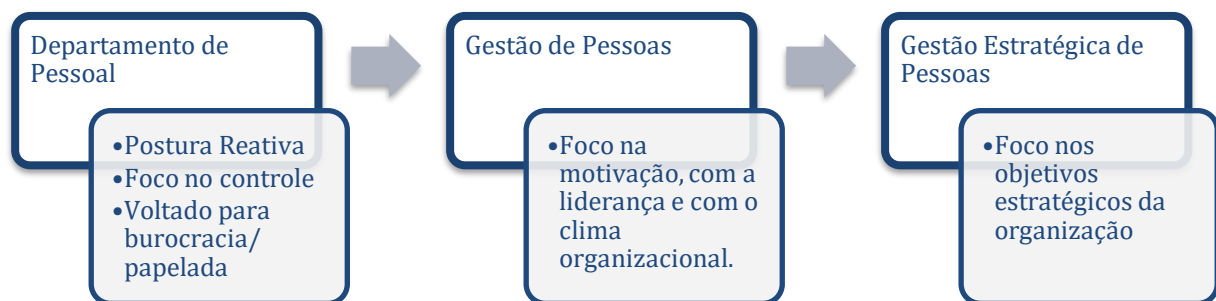 Departamento de
Pessoal
•Postura Reativa
•Foco no controle
•Voltado para
burocracia/
papelada
Gestão de Pessoas
•Foco na
motivação, com a
liderança e com o
clima
organizacional.
Gestão Estratégica de
Pessoas
•Foco nos
objetivos
estratégicos da
organização